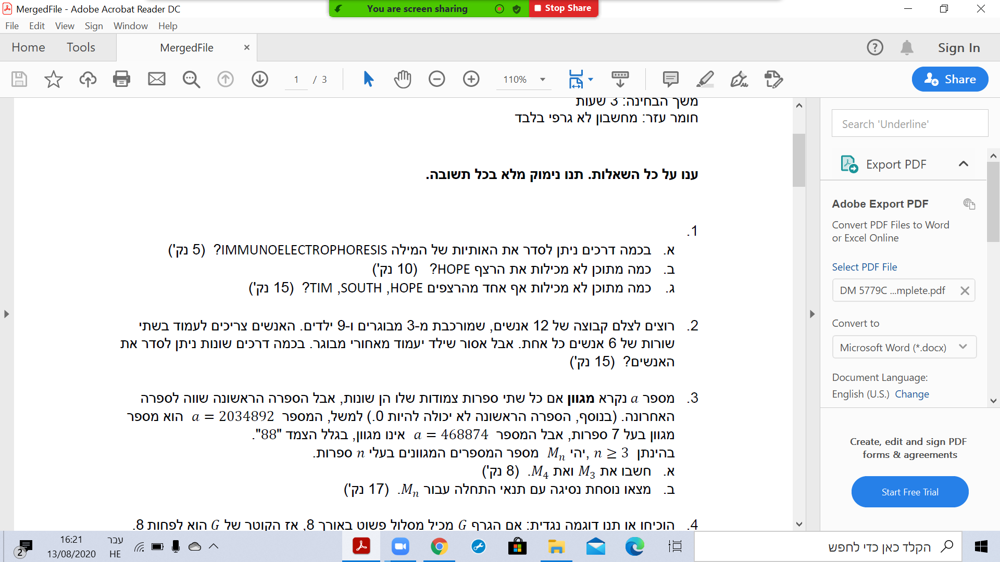 MergedFile - Adobe Acrobat Reader DC
You are screen sharing
Stop Share
File Edit View Sign Window Help
Home Tools MergedFile × Sign In
1 / 3 110% Share
משך הבחינה: 3 שעות
חומר עזר: מחשבון לא גרפי בלבד
ענו על כל השאלות. תנו נימוק מלא בכל תשובה.
1.
א. בכמה דרכים ניתן לסדר את האותיות של המילה IMMUNOELECTROPHORESIS? (5 נק')
ב. כמה מתוכן לא מכילות את הרצף HOPE? (10 נק')
ג. כמה מתוכן לא מכילות אף אחד מהרצפים TIM ,SOUTH ,HOPE? (15 נק')
2. רוצים לצלם קבוצה של 12 אנשים, שמורכבת מ-3 מבוגרים ו-9 ילדים. האנשים צריכים לעמוד בשתי
שורות של 6 אנשים כל אחת. אבל אסור שילד יעמוד מאחורי מבוגר. בכמה דרכים שונות ניתן לסדר את
האנשים? (15 נק')
3. מספר a נקרא מגוון אם כל שתי ספרות צמודות שלו הן שונות, אבל הספרה הראשונה שווה לספרה
האחרונה. (בנוסף, הספרה הראשונה לא יכולה להיות 0.) למשל, המספר a = 2034892 הוא מספר
מגוון בעל 7 ספרות, אבל המספר a = 468874 אינו מגוון, בגלל הצמד "88".
בהינתן n ≥ 3, יהי Mₙ מספר המספרים המגוונים בעלי n ספרות.
א. חשבו את M₃ ואת M₄. (8 נק')
ב. מצאו נוסחת נסיגה עם תנאי התחלה עבור Mₙ. (17 נק')
4. הוכיחו או תנו דוגמה נגדית: אם הגרף G מכיל מסלול פשוט באורך 8, אז הקוטר של G הוא לפחות 8.
Search 'Underline'
Export PDF
Adobe Export PDF
Convert PDF Files to Word
or Excel Online
Select PDF File
DM 5779C ...mplete.pdf
Convert to
Microsoft Word (*.docx)
Document Language:
English (U.S.) Change
Create, edit and sign PDF
forms & agreements
Start Free Trial
2
16:21
13/08/2020
עבר
HE
הקלד כאן כדי לחפש